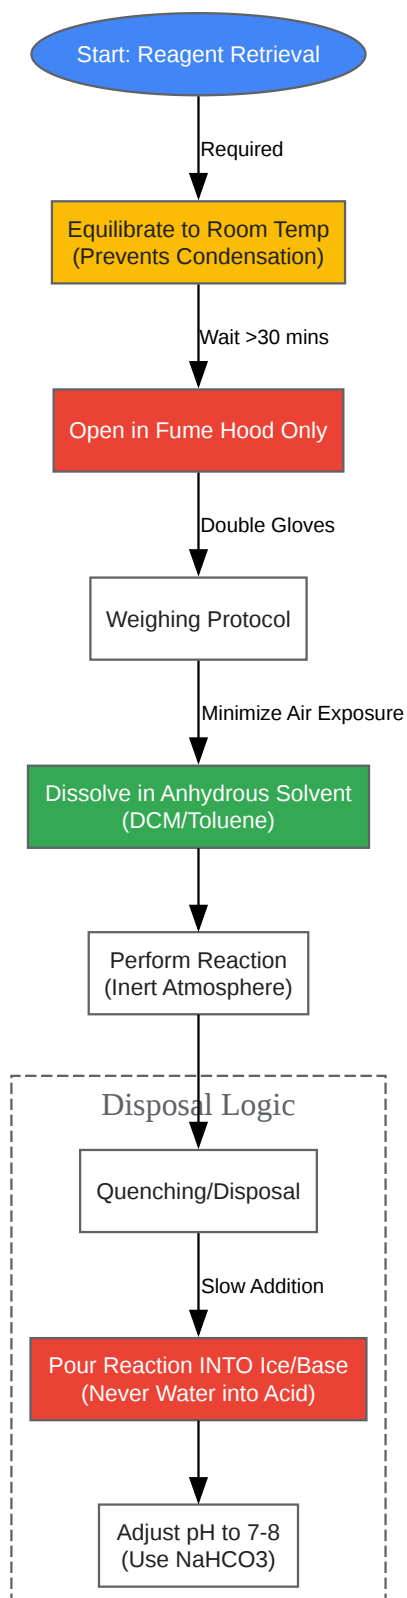 Start: Reagent Retrieval
Required
Equilibrate to Room Temp
(Prevents Condensation)
Wait >30 mins
Open in Fume Hood Only
Double Gloves
Weighing Protocol
Minimize Air Exposure
Dissolve in Anhydrous Solvent
(DCM/Toluene)
Perform Reaction
(Inert Atmosphere)
Disposal Logic
Quenching/Disposal
Slow Addition
Pour Reaction INTO Ice/Base
(Never Water into Acid)
Adjust pH to 7-8
(Use NaHCO3)